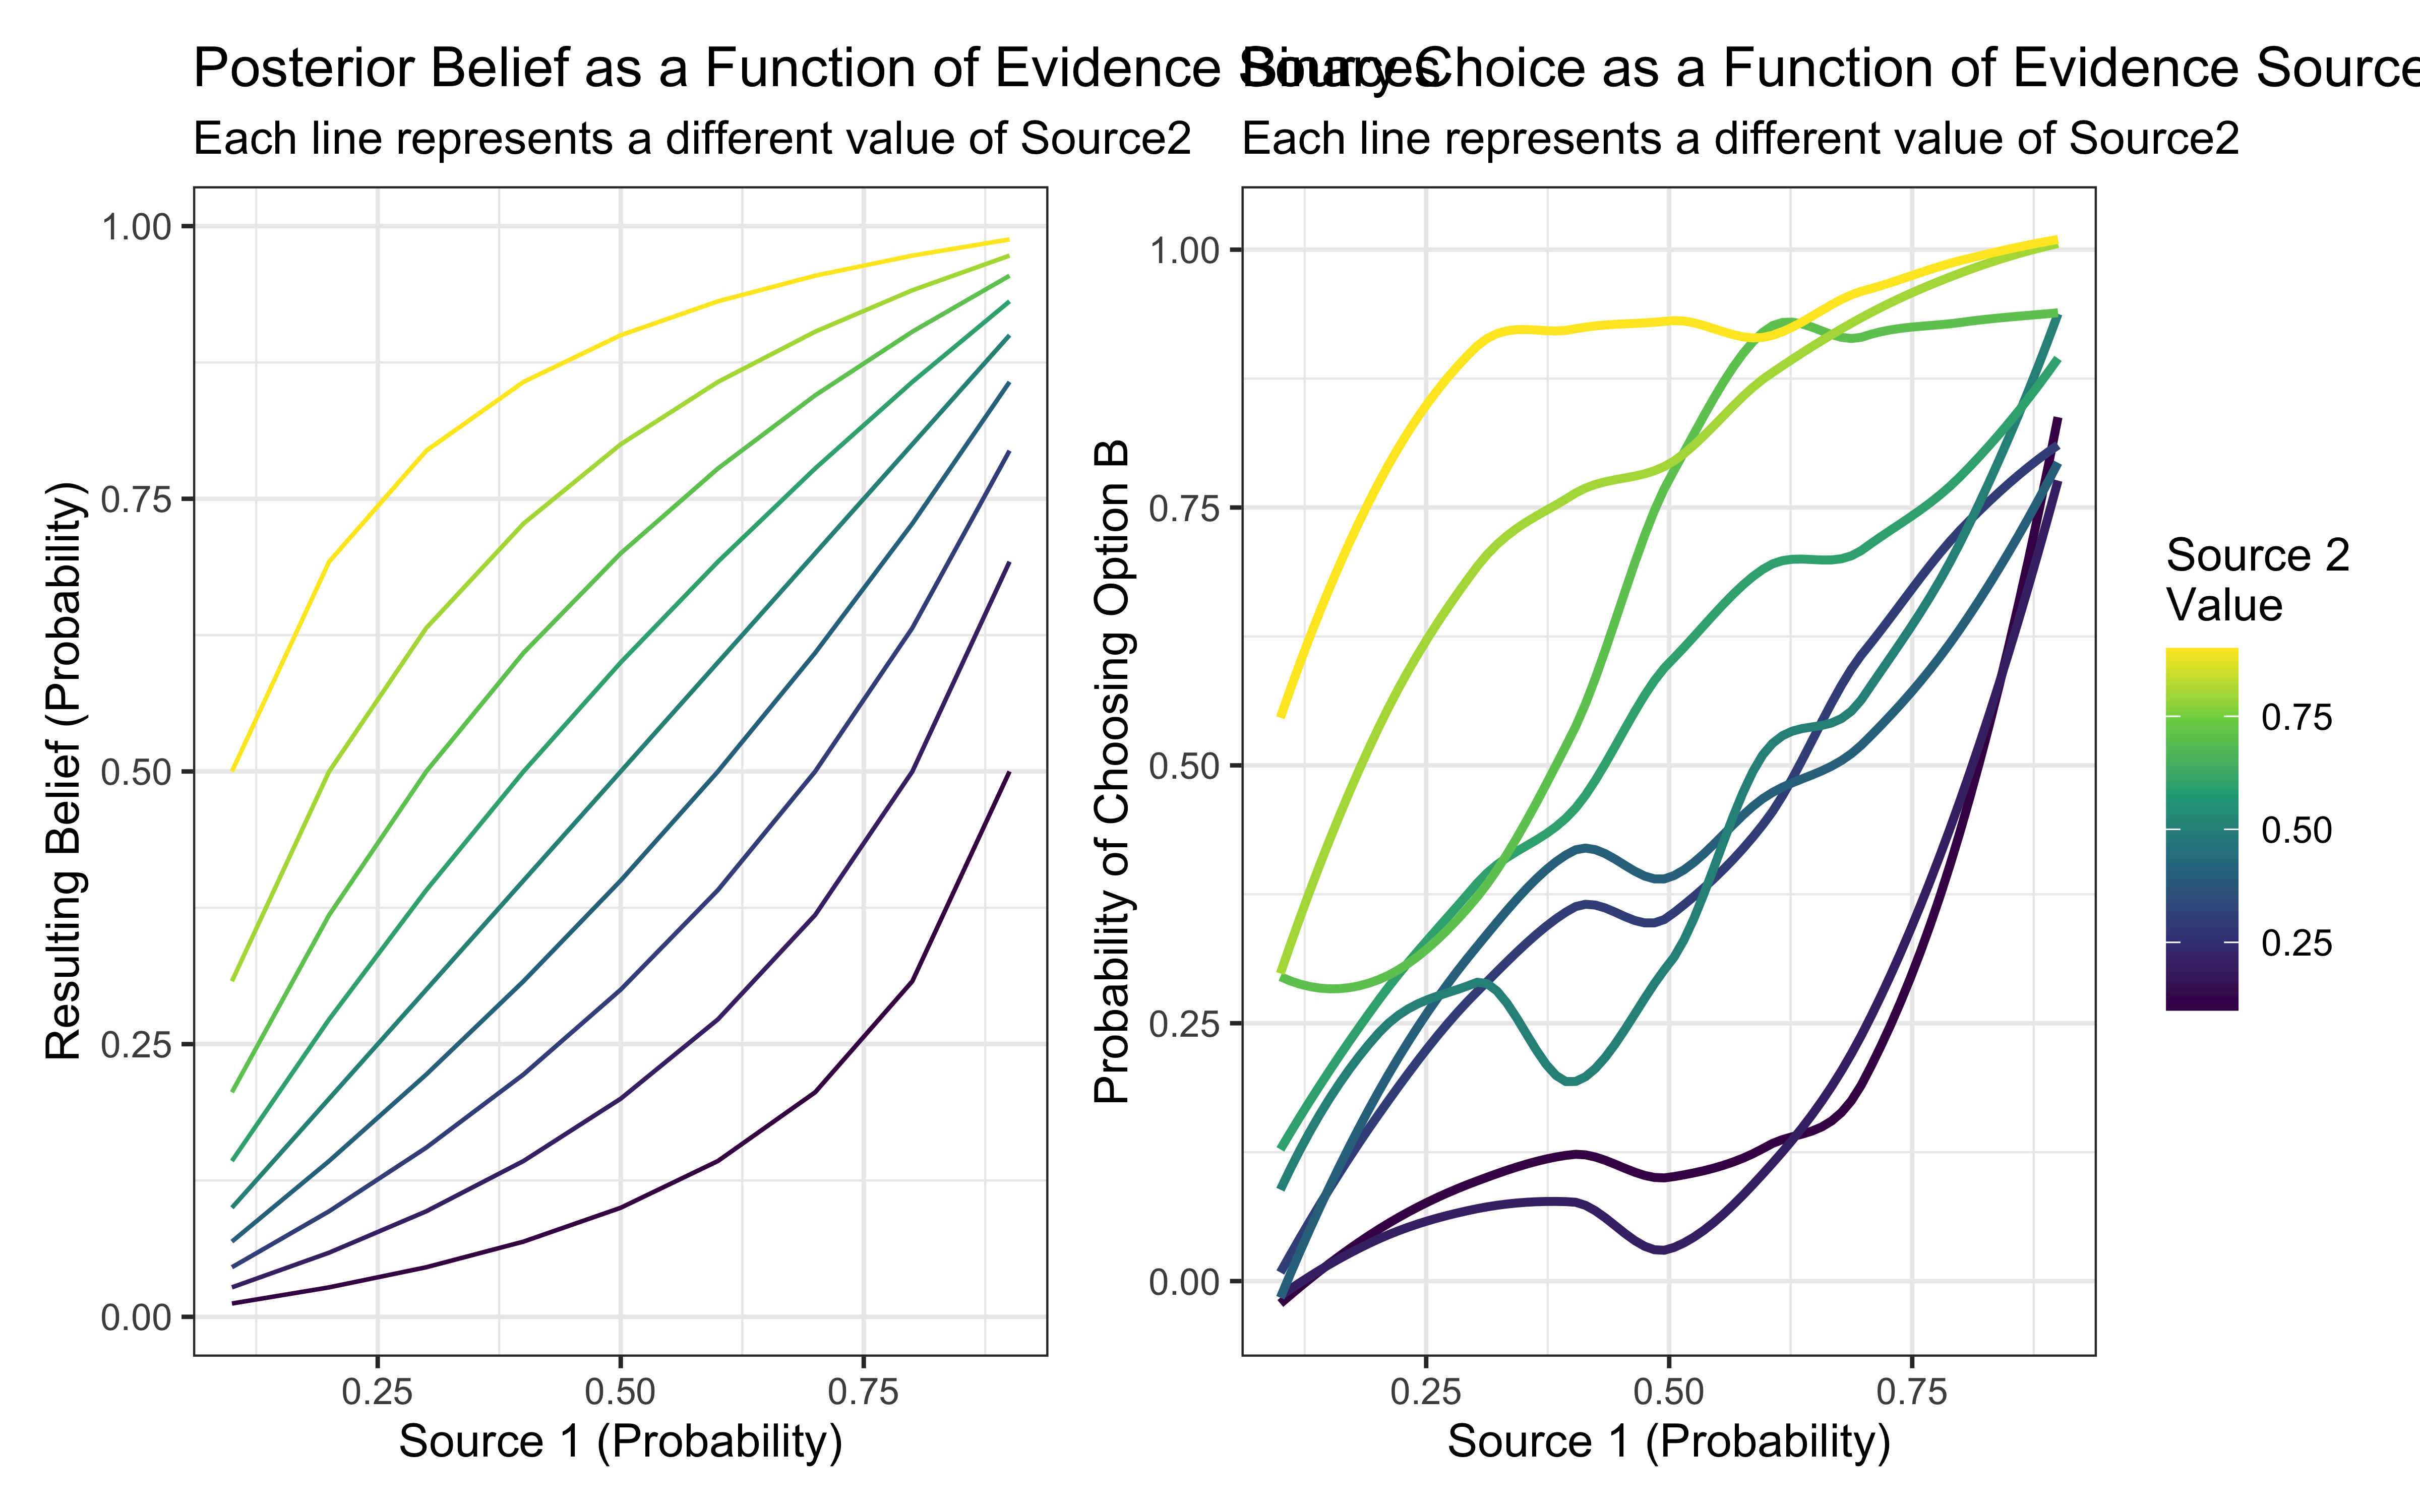 Posterior Belief as a Function of Evidence Sources
Binary Choice as a Function of Evidence Source
Each line represents a different value of Source2
Each line represents a different value of Source2
Resulting Belief (Probability)
1.00
0.75
0.50
0.25
0.00
0.25
0.50
0.75
Source 1 (Probability)
Probability of Choosing Option B
1.00
0.75
0.50
0.25
0.00
0.25
0.50
0.75
Source 1 (Probability)
Source 2
Value
0.75
0.50
0.25